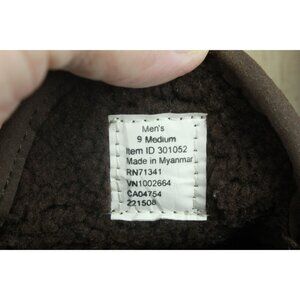 Men's
9 Medium
Item ID 301052
Made in Myanmar
RN71341
VN1002664
CA04754
221508